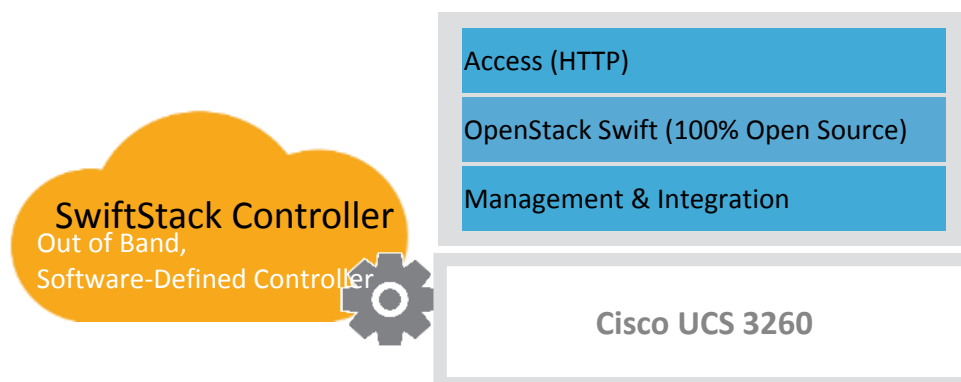 Access (HTTP)
OpenStack Swift (100% Open Source)
Management & Integration
SwiftStack Controller
Out of Band,
Software-Defined Controller
Cisco UCS 3260